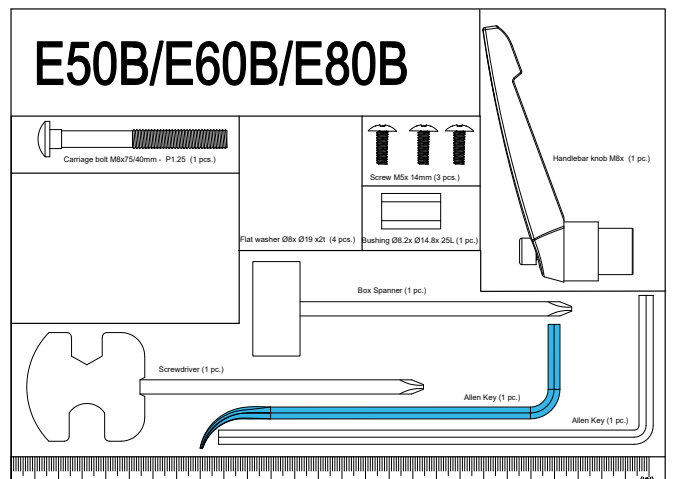 E50B/E60B/E80B
Carriage bolt M8x75/40mm - P1.25 (1 pcs.)
Screw M5x 14mm (3 pcs.)
Handlebar knob M8x (1 pc.)
Flat washer Ø8x Ø19 x2t (4 pcs.)
Bushing Ø8.2x Ø14.8x 25L (1 pc.)
Box Spanner (1 pc.)
Screwdriver (1 pc.)
Allen Key (1 pc.)
Allen Key (1 pc.)